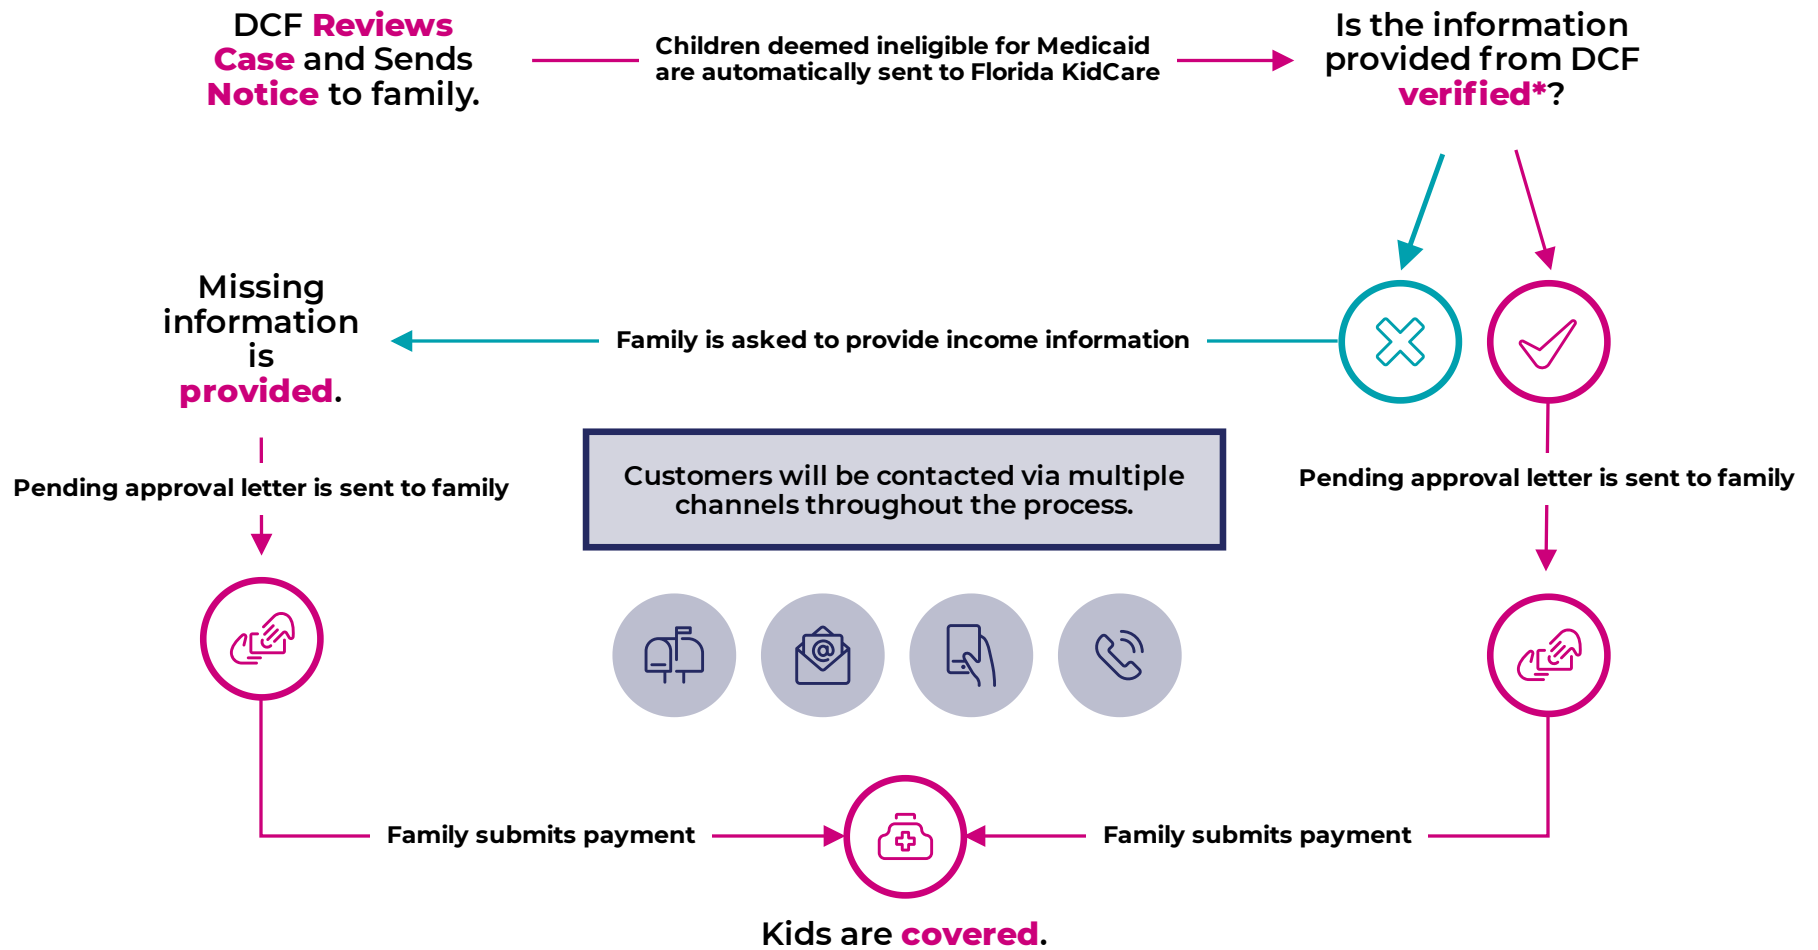 DCF Reviews
Case and Sends
Notice to family.
Children deemed ineligible for Medicaid
are automatically sent to Florida KidCare
Is the information
provided from DCF
verified*?
Missing
information
is
provided.
Family is asked to provide income information
Pending approval letter is sent to family
Customers will be contacted via multiple
channels throughout the process.
Pending approval letter is sent to family
@
Family submits payment
Family submits payment
Kids are covered.